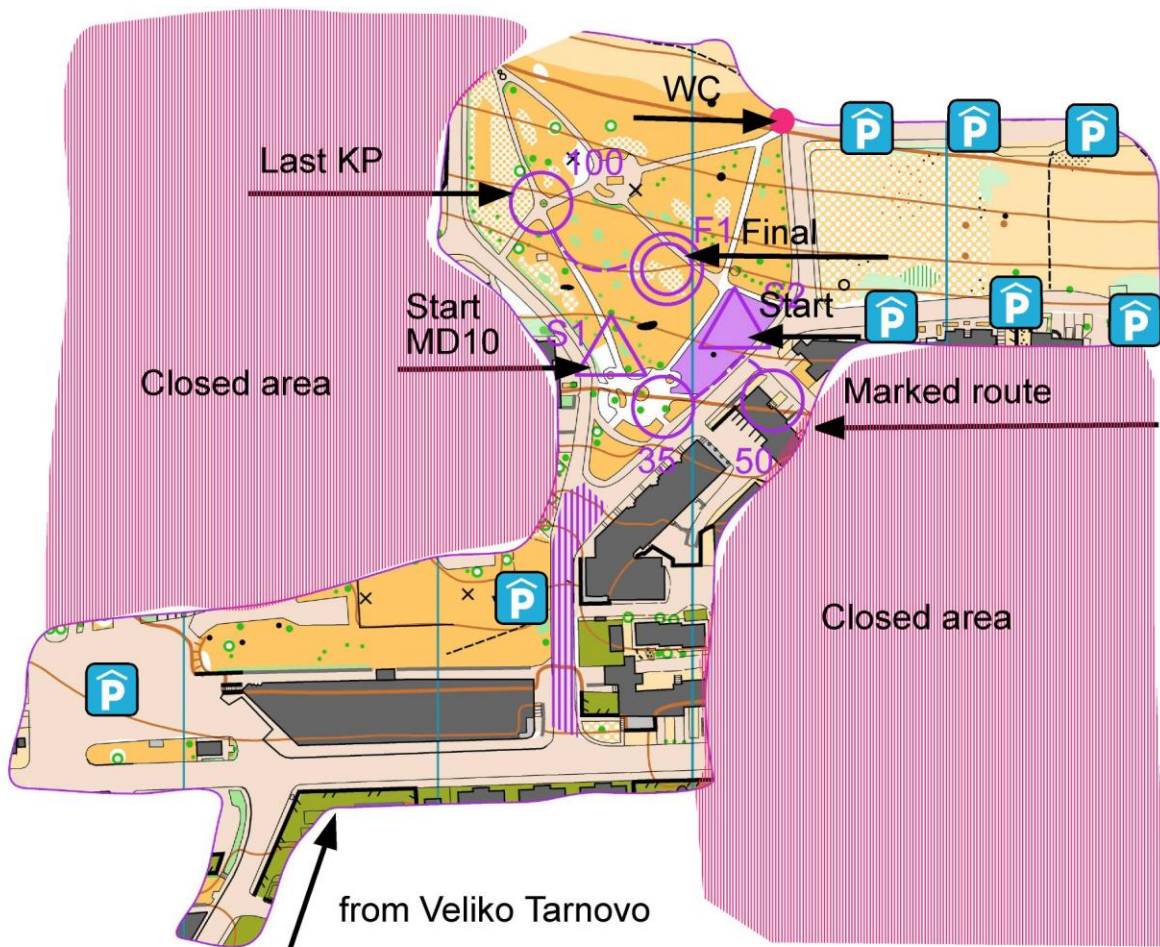 WC
P
P
P
Last KP
100
F1
Final
Start
MD10
S1
S2
Start
P
P
P
Closed area
Marked route
35
50
P
Closed area
P
from Veliko Tarnovo